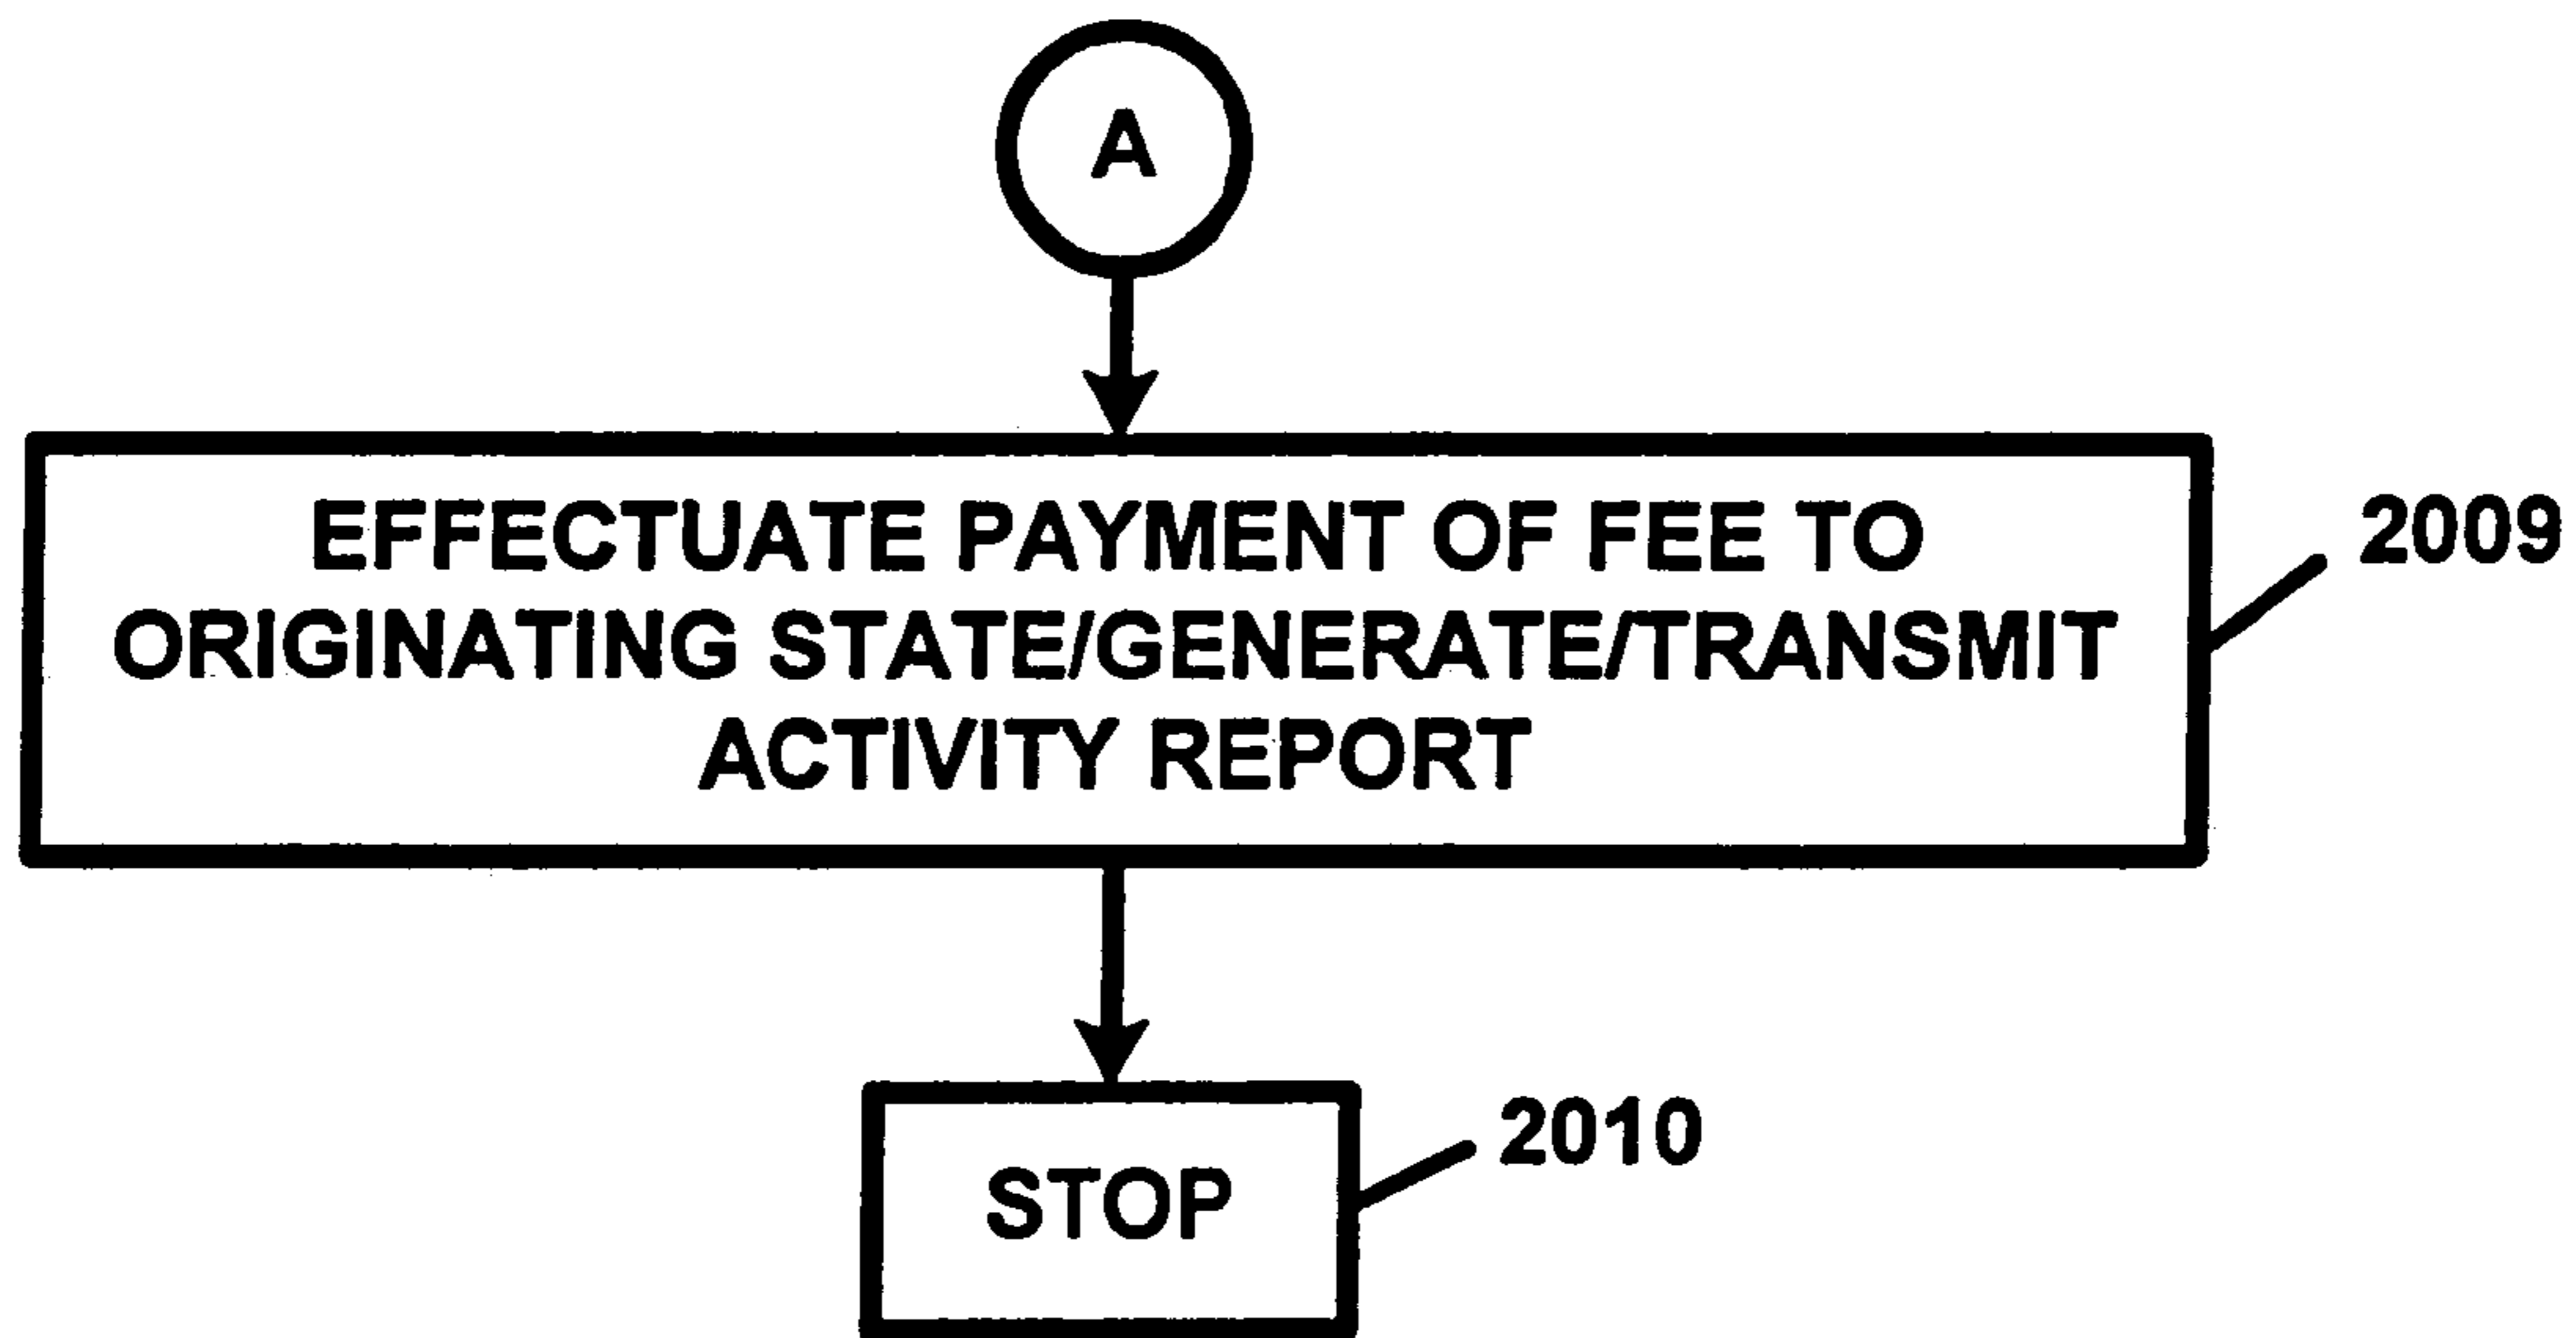 A
EFFECTUATE PAYMENT OF FEE TO
ORIGINATING STATE/GENERATE/TRANSMIT
ACTIVITY REPORT
2009
STOP
2010